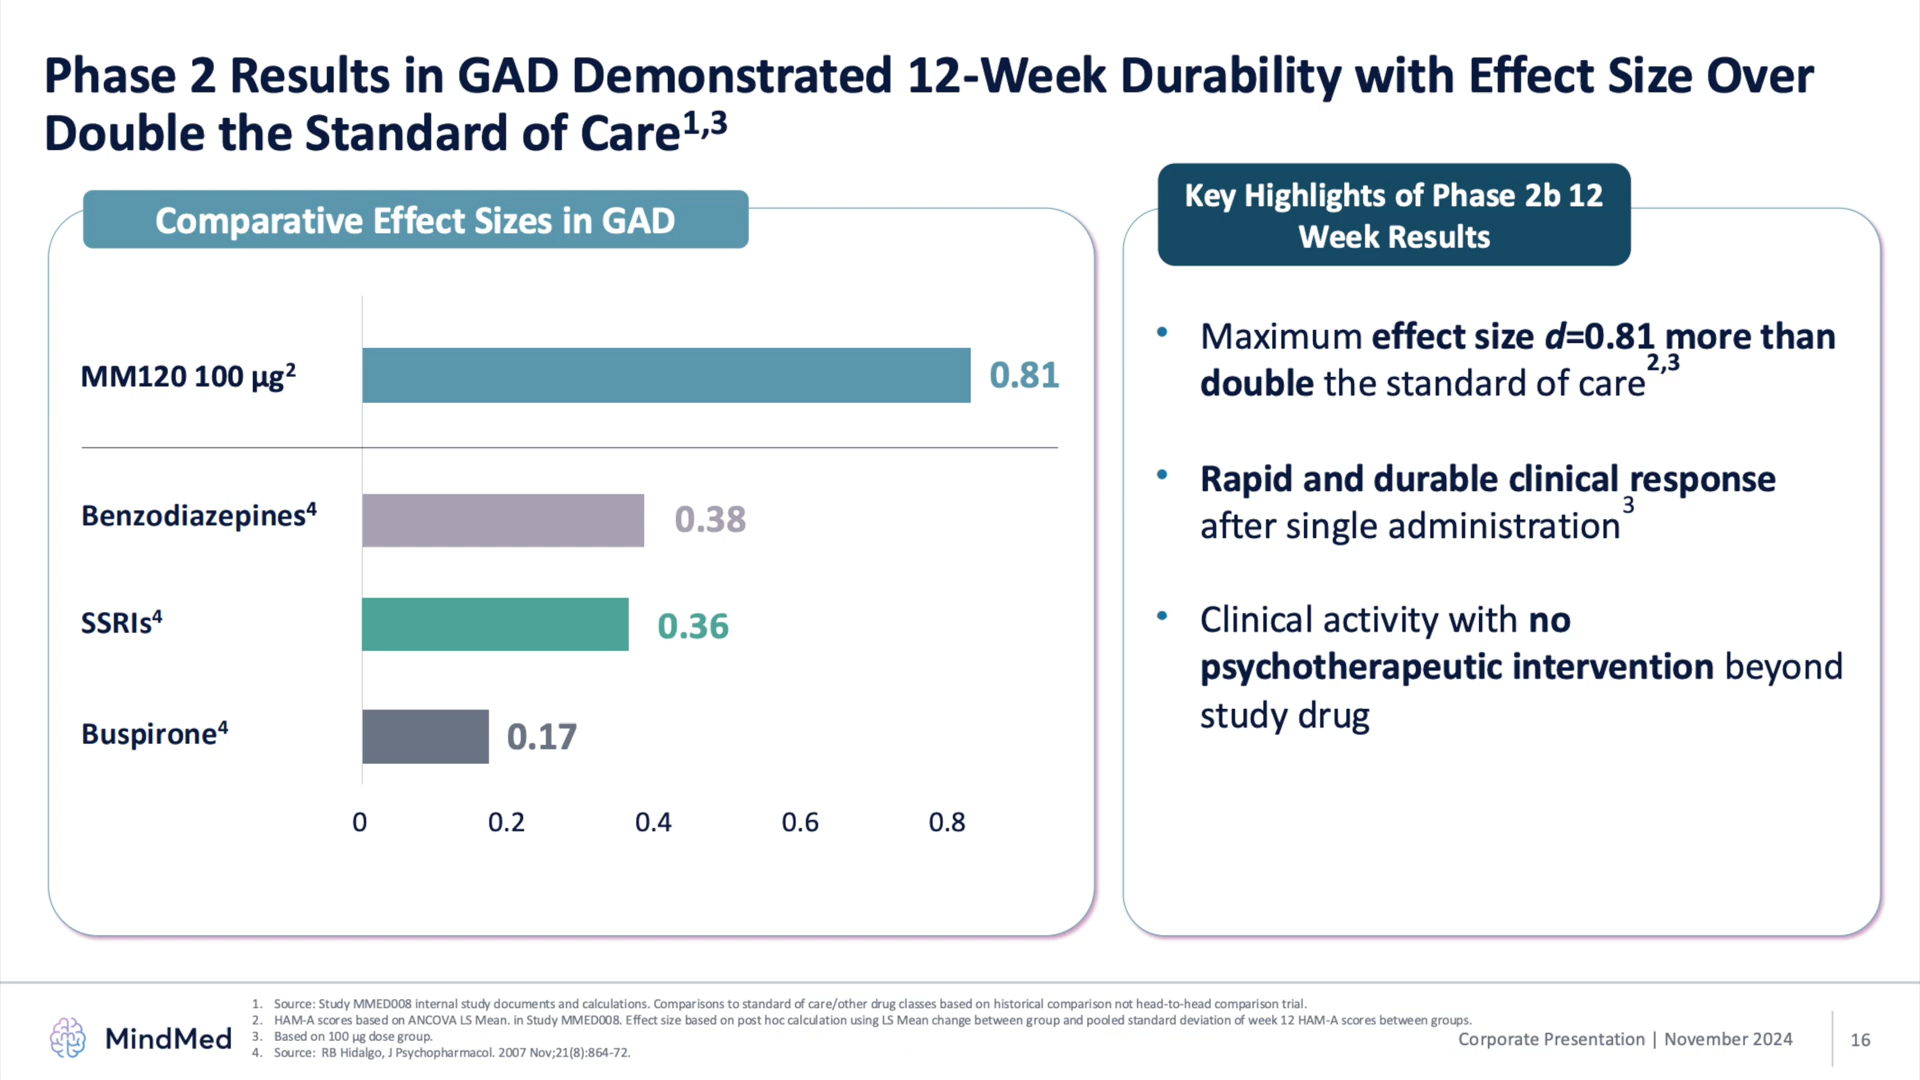 Phase 2 Results in GAD Demonstrated 12-Week Durability with Effect Size Over
Double the Standard of Care1,3
Comparative Effect Sizes in GAD
MM120 100 µg2
0.81
Benzodiazepines4
0.38
SSRIs4
0.36
Buspirone4
0.17
0 0.2 0.4 0.6 0.8
Key Highlights of Phase 2b 12
Week Results
• Maximum effect size d=0.81 more than
double the standard of care2,3
• Rapid and durable clinical response
after single administration3
• Clinical activity with no
psychotherapeutic intervention beyond
study drug
MindMed
1. Source: Study MMED008 internal study documents and calculations. Comparisons to standard of care/other drug classes based on historical comparison not head-to-head comparison trial.
2. HAM-A scores based on ANCOVA LS Mean. in Study MMED008. Effect size based on post hoc calculation using LS Mean change between group and pooled standard deviation of week 12 HAM-A scores between groups.
3. Based on 100 µg dose group.
4. Source: RB Hidalgo, J Psychopharmacol. 2007 Nov;21(8):864-72.
Corporate Presentation | November 2024
16